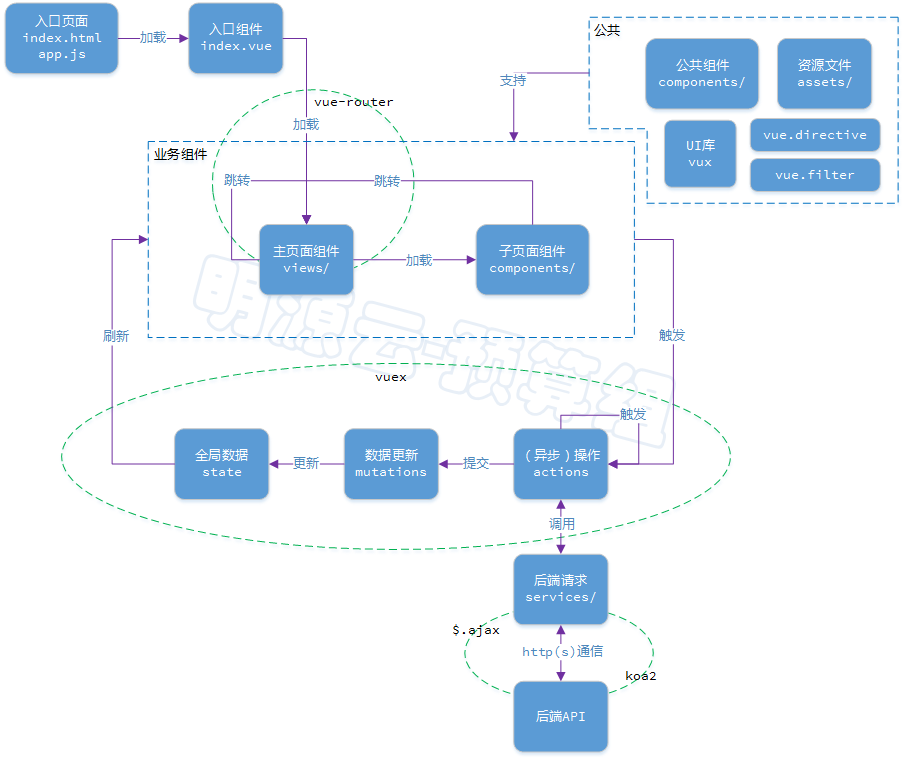 入口页面
index.html
app.js
加载
入口组件
index.vue
公共
公共组件
components/
资源文件
assets/
UI库
vux
vue.directive
vue.filter
支持
vue-router
加载
业务组件
跳转
跳转
主页面组件
views/
加载
子页面组件
components/
刷新
触发
明源云-预算组
vuex
触发
全局数据
state
更新
数据更新
mutations
提交
（异步）操作
actions
调用
后端请求
services/
$.ajax
http(s)通信
koa2
后端API